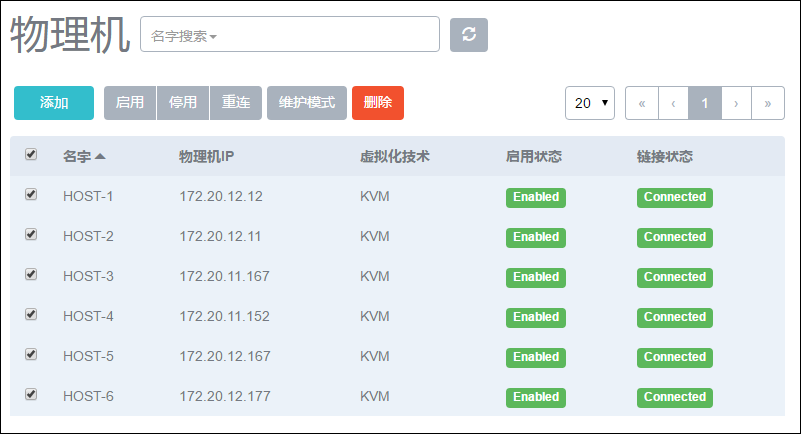 物理机 名字搜索
添加 启用 停用 重连 维护模式 删除 20 « ‹ 1 › »
名字 物理机IP 虚拟化技术 启用状态 链接状态
HOST-1 172.20.12.12 KVM Enabled Connected
HOST-2 172.20.12.11 KVM Enabled Connected
HOST-3 172.20.11.167 KVM Enabled Connected
HOST-4 172.20.11.152 KVM Enabled Connected
HOST-5 172.20.12.167 KVM Enabled Connected
HOST-6 172.20.12.177 KVM Enabled Connected